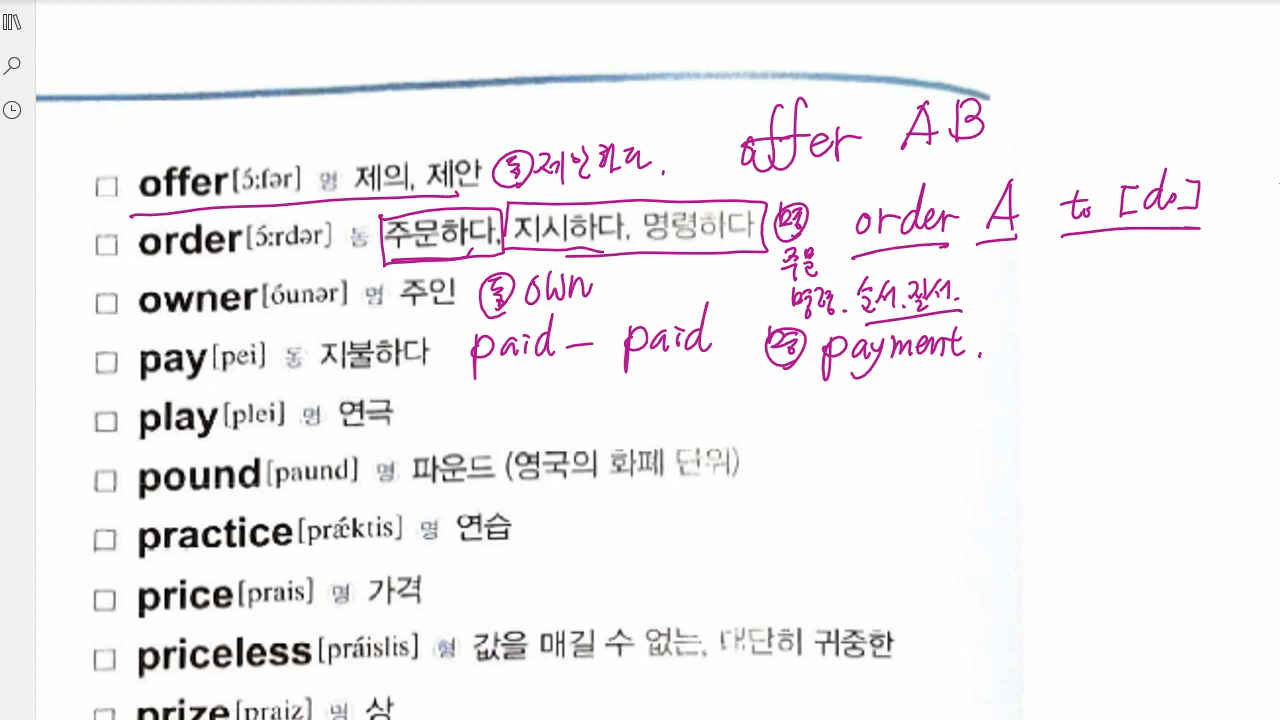 offer AB
offer[ɔ́:fər] 명 제의, 제안 동 제안하다.
order[ɔ́:rdər] 동 주문하다, 지시하다, 명령하다 명 order A to [do]
주문
명령. 순서.질서.
owner[óunər] 명 주인 동 own
pay[pei] 동 지불하다 paid – paid 명 payment.
play[plei] 명 연극
pound[paund] 명 파운드 (영국의 화폐 단위)
practice[prǽktis] 명 연습
price[prais] 명 가격
priceless[práislis] 형 값을 매길 수 없는, 대단히 귀중한
prize[praiz] 명 상